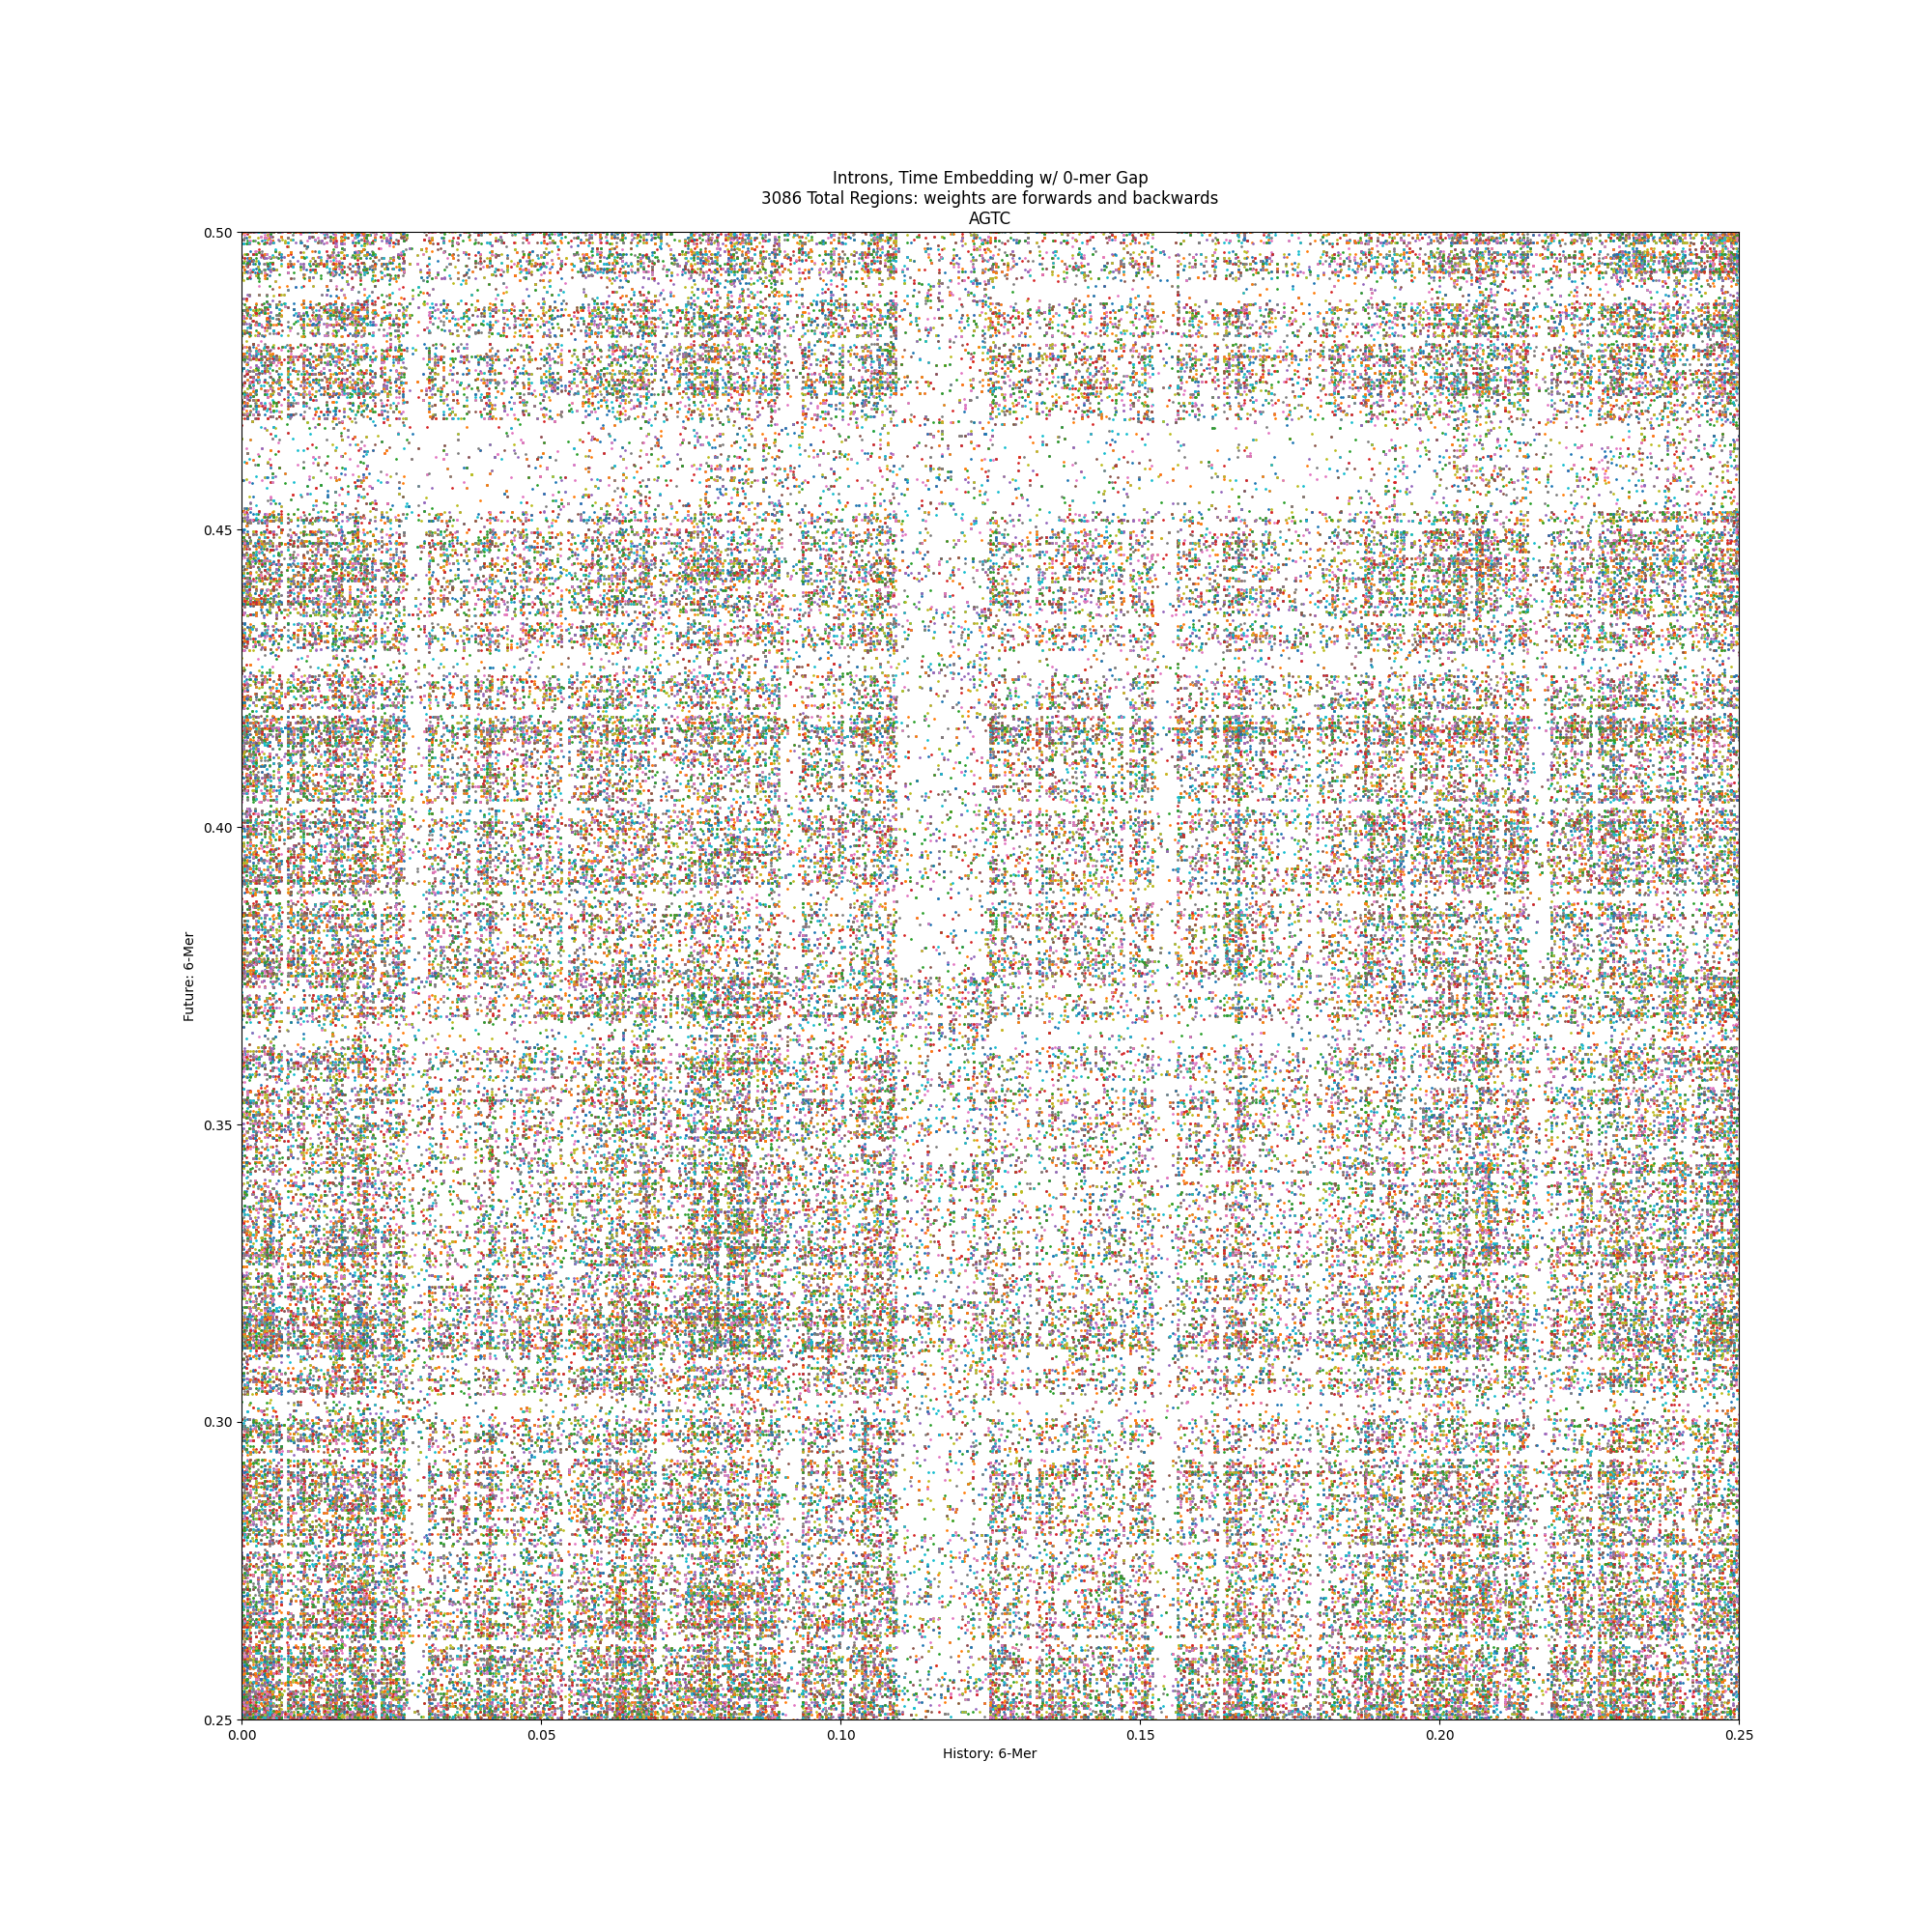 Introns, Time Embedding w/ 0-mer Gap
3086 Total Regions: weights are forwards and backwards
AGTC
0.50
0.45
0.40
0.35
0.30
0.25
Future: 6-Mer
0.00 0.05 0.10 0.15 0.20 0.25
History: 6-Mer